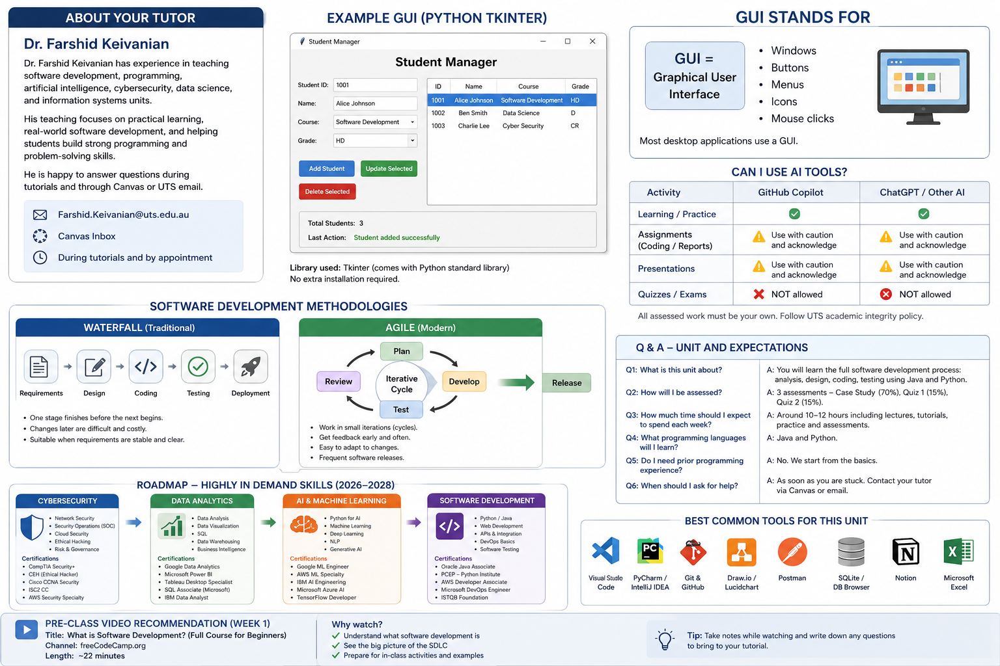 ABOUT YOUR TUTOR
Dr. Farshid Keivanian
Dr. Farshid Keivanian has experience in teaching
software development, programming,
artificial intelligence, cybersecurity, data science,
and information systems units.
His teaching focuses on practical learning,
real-world software development, and helping
students build strong programming and
problem-solving skills.
He is happy to answer questions during
tutorials and through Canvas or UTS email.
Farshid.Keivanian@uts.edu.au
Canvas Inbox
During tutorials and by appointment
EXAMPLE GUI (PYTHON TKINTER)
Student Manager
Student Manager
Student ID: 1001
Name: Alice Johnson
Course: Software Development
Grade: HD
Add Student Update Selected
Delete Selected
ID Name Course Grade
1001 Alice Johnson Software Development HD
1002 Ben Smith Data Science D
1003 Charlie Lee Cyber Security CR
Total Students: 3
Last Action: Student added successfully
Library used: Tkinter (comes with Python standard library)
No extra installation required.
GUI STANDS FOR
GUI =
Graphical User
Interface
• Windows
• Buttons
• Menus
• Icons
• Mouse clicks
Most desktop applications use a GUI.
CAN I USE AI TOOLS?
Activity GitHub Copilot ChatGPT / Other AI
Learning / Practice
Assignments
(Coding / Reports)
Use with caution
and acknowledge
Use with caution
and acknowledge
Presentations
Use with caution
and acknowledge
Use with caution
and acknowledge
Quizzes / Exams NOT allowed NOT allowed
All assessed work must be your own. Follow UTS academic integrity policy.
SOFTWARE DEVELOPMENT METHODOLOGIES
WATERFALL (Traditional)
</>
Requirements Design Coding Testing Deployment
• One stage finishes before the next begins.
• Changes later are difficult and costly.
• Suitable when requirements are stable and clear.
AGILE (Modern)
Plan
Review
Iterative
Cycle
Develop
Release
Test
• Work in small iterations (cycles).
• Get feedback early and often.
• Easy to adapt to changes.
• Frequent software releases.
Q & A – UNIT AND EXPECTATIONS
Q1: What is this unit about?
A: You will learn the full software development process:
analysis, design, coding, testing using Java and Python.
Q2: How will I be assessed?
A: 3 assessments – Case Study (70%), Quiz 1 (15%),
Quiz 2 (15%).
Q3: How much time should I expect
to spend each week?
A: Around 10–12 hours including lectures, tutorials,
practice and assessments.
Q4: What programming languages
will I learn?
A: Java and Python.
Q5: Do I need prior programming
experience?
A: No. We start from the basics.
Q6: When should I ask for help?
A: As soon as you are stuck. Contact your tutor
via Canvas or email.
ROADMAP – HIGHLY IN DEMAND SKILLS (2026–2028)
CYBERSECURITY
• Network Security
• Security Operations (SOC)
• Cloud Security
• Ethical Hacking
• Risk & Governance
Certifications
• CompTIA Security+
• CEH (Ethical Hacker)
• Cisco CCNA Security
• ISC2 CC
• AWS Security Specialty
DATA ANALYTICS
• Data Analysis
• Data Visualization
• SQL
• Data Warehousing
• Business Intelligence
Certifications
• Google Data Analytics
• Microsoft Power BI
• Tableau Desktop Specialist
• SQL Associate (Microsoft)
• IBM Data Analyst
AI & MACHINE LEARNING
• Python for AI
• Machine Learning
• Deep Learning
• NLP
• Generative AI
Certifications
• Google ML Engineer
• AWS ML Specialty
• IBM AI Engineering
• Microsoft Azure AI
• TensorFlow Developer
SOFTWARE DEVELOPMENT
</>
• Python / Java
• Web Development
• APIs & Integration
• DevOps Basics
• Software Testing
Certifications
• Oracle Java Associate
• PCEP – Python Institute
• AWS Developer Associate
• Microsoft DevOps Engineer
• ISTQB Foundation
BEST COMMON TOOLS FOR THIS UNIT
PC
N
X
Visual Studio
Code
PyCharm /
IntelliJ IDEA
Git &
GitHub
Draw.io /
Lucidchart
Postman
SQLite /
DB Browser
Notion
Microsoft
Excel
PRE-CLASS VIDEO RECOMMENDATION (WEEK 1)
Title: What is Software Development? (Full Course for Beginners)
Channel: freeCodeCamp.org
Length: ~22 minutes
Why watch?
Understand what software development is
See the big picture of the SDLC
Prepare for in-class activities and examples
Tip: Take notes while watching and write down any questions
to bring to your tutorial.